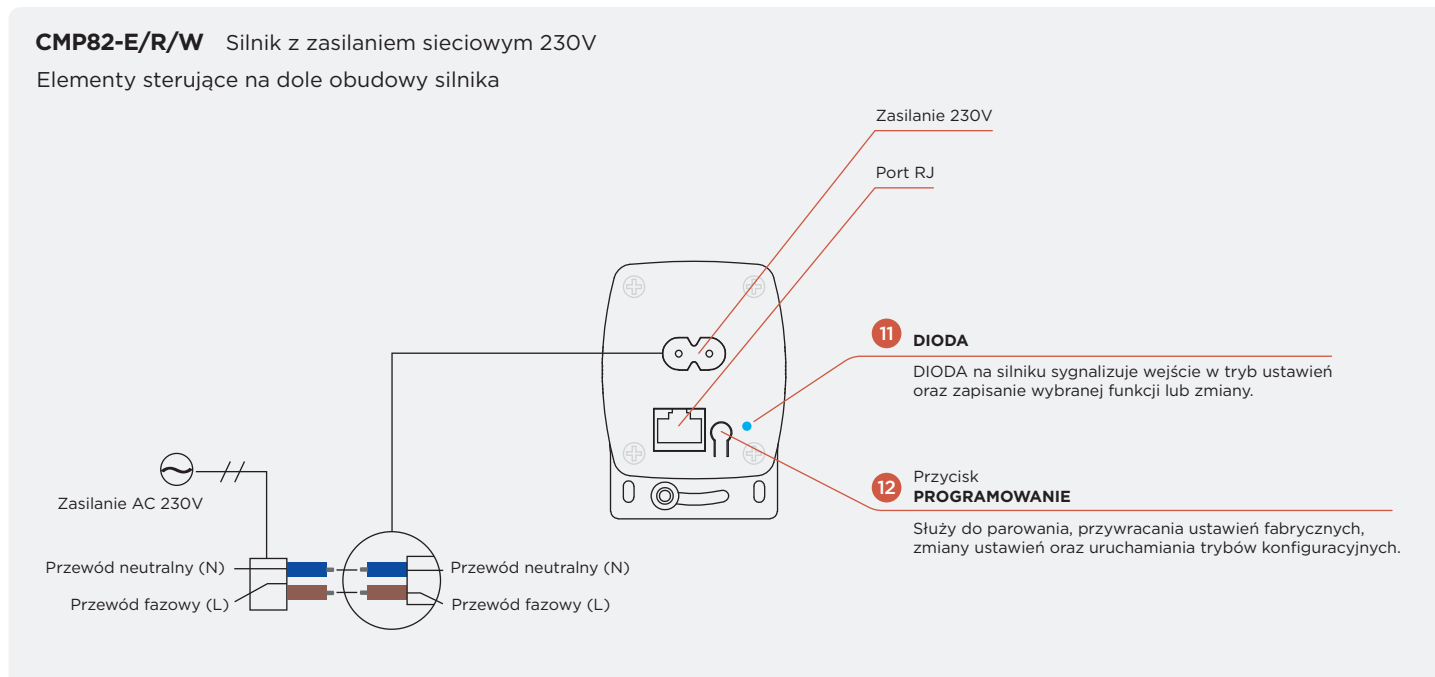 CMP82-E/R/W Silnik z zasilaniem sieciowym 230V
Elementy sterujące na dole obudowy silnika
Zasilanie 230V
Port RJ
11 DIODA
DIODA na silniku sygnalizuje wejście w tryb ustawień
oraz zapisanie wybranej funkcji lub zmiany.
12 Przycisk
PROGRAMOWANIE
Służy do parowania, przywracania ustawień fabrycznych,
zmiany ustawień oraz uruchamiania trybów konfiguracyjnych.
Zasilanie AC 230V
Przewód neutralny (N)
Przewód fazowy (L)
Przewód neutralny (N)
Przewód fazowy (L)